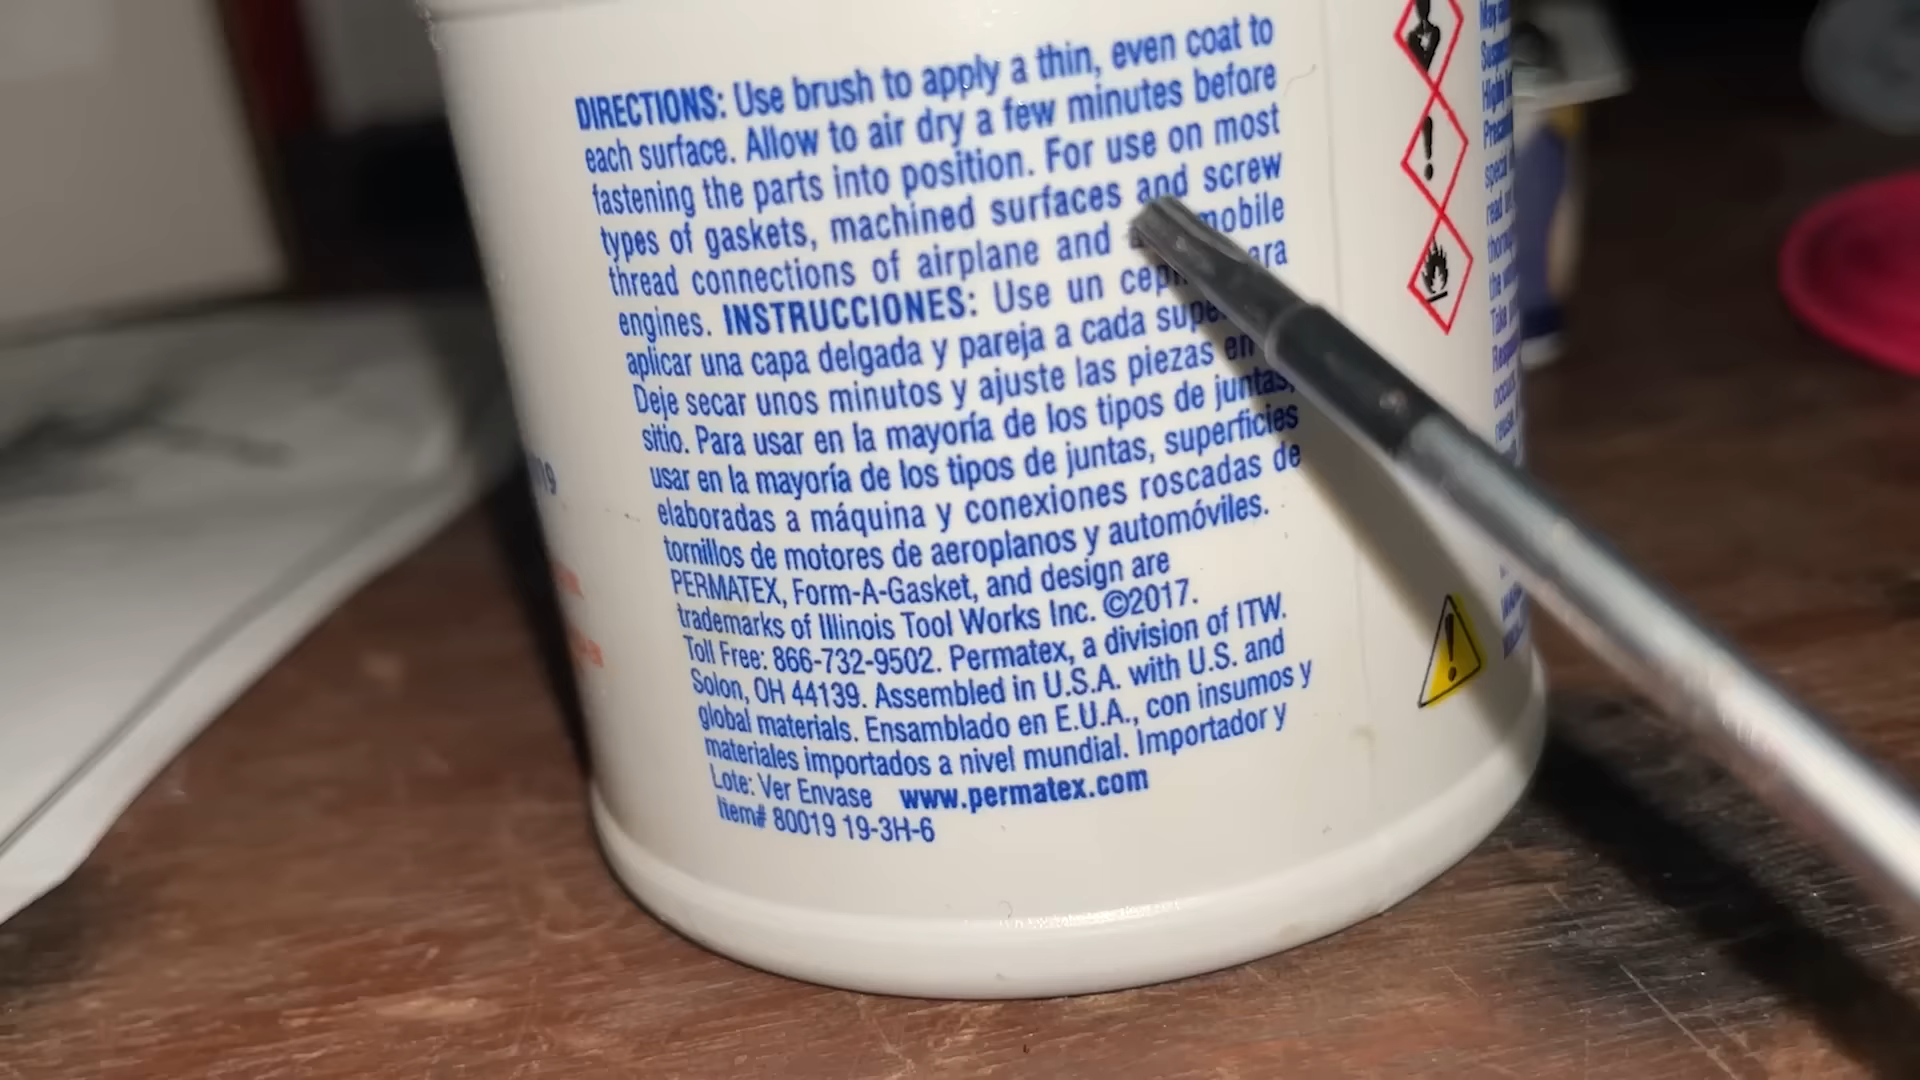 DIRECTIONS: Use brush to apply a thin, even coat to
each surface. Allow to air dry a few minutes before
fastening the parts into position. For use on most
types of gaskets, machined surfaces and screw
thread connections of airplane and mobile
engines. INSTRUCCIONES: Use un
aplicar una capa delgada y pareja a cada
Deje secar unos minutos y ajuste las piezas en
sitio. Para usar en la mayoría de los tipos de juntas,
usar en la mayoría de los tipos de juntas, superficies
elaboradas a máquina y conexiones roscadas de
tornillos de motores de aeroplanos y automóviles.
PERMATEX, Form-A-Gasket, and design are
trademarks of Illinois Tool Works Inc. ©2017.
Toll Free: 866-732-9502. Permatex, a division of ITW.
Solon, OH 44139. Assembled in U.S.A. with U.S. and
global materials. Ensamblado en E.U.A., con insumos y
materiales importados a nivel mundial. Importador y
Lote: Ver Envase www.permatex.com
Item# 80019 19-3H-6